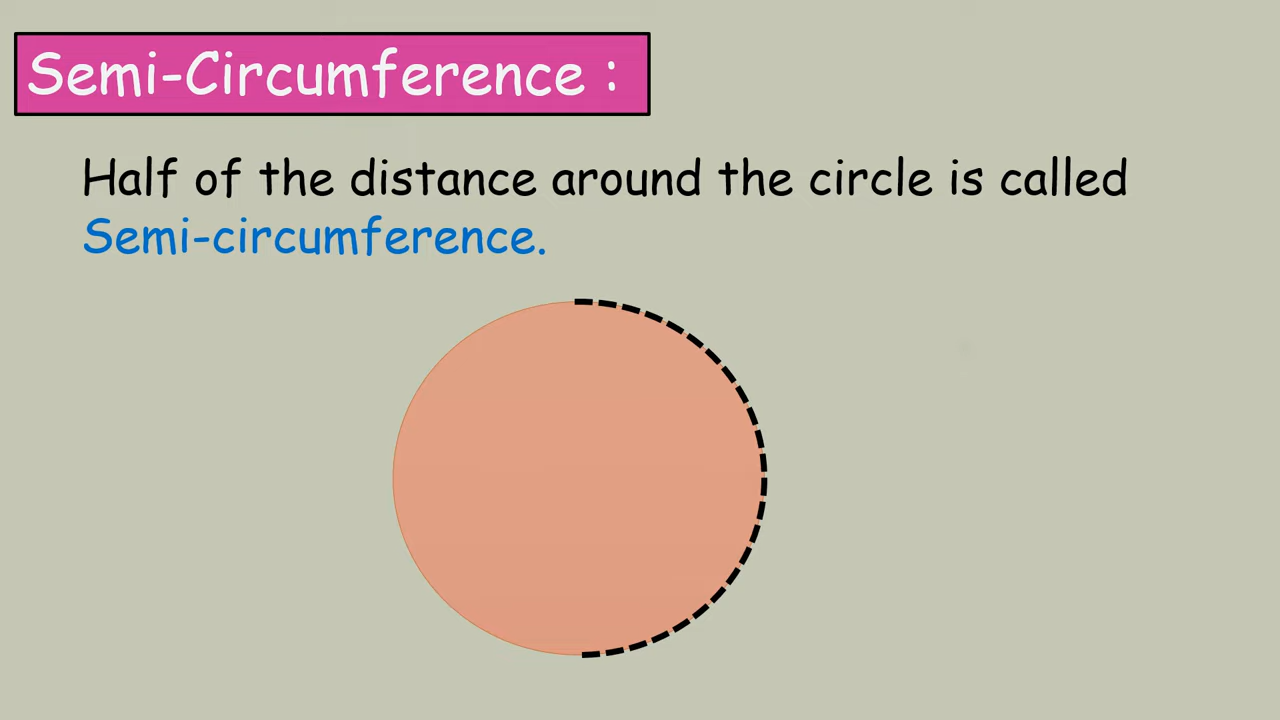 Semi-Circumference :
Half of the distance around the circle is called
Semi-circumference.